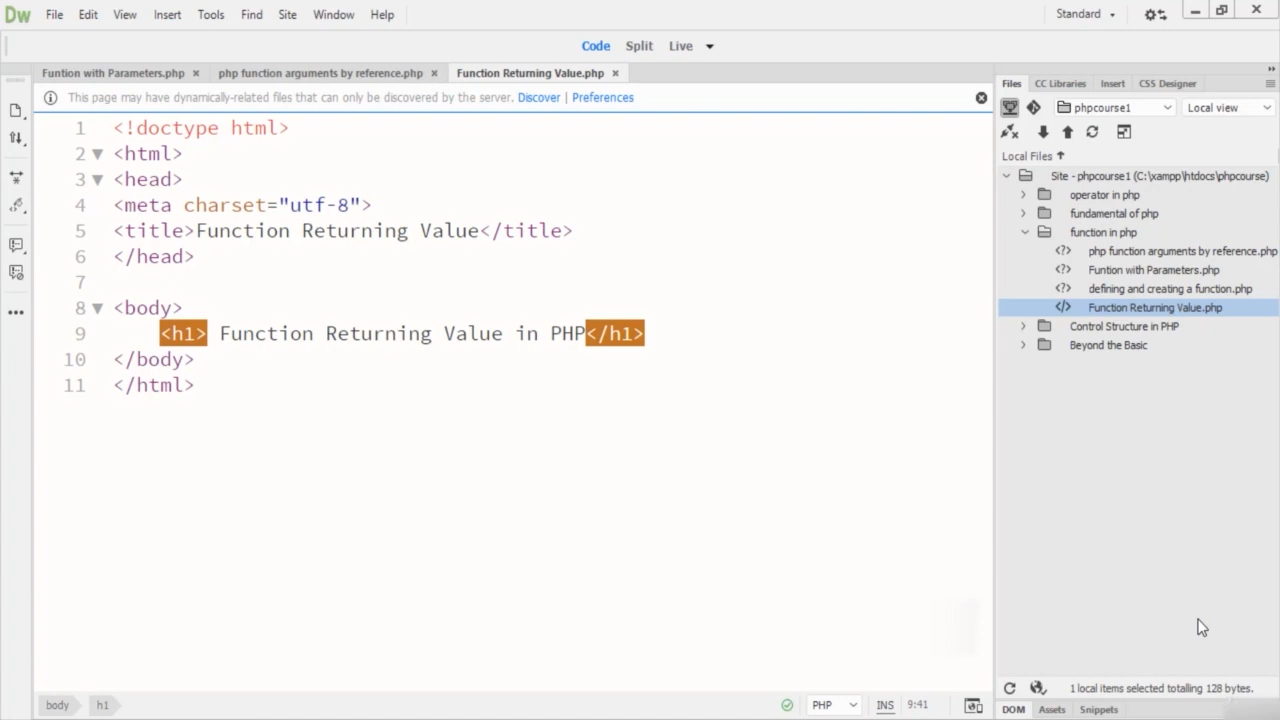 Dw File Edit View Insert Tools Find Site Window Help Standard
Code Split Live
Funtion with Parameters.php × php function arguments by reference.php × Function Returning Value.php ×
This page may have dynamically-related files that can only be discovered by the server. Discover | Preferences
1 <!doctype html>
2 <html>
3 <head>
4 <meta charset="utf-8">
5 <title>Function Returning Value</title>
6 </head>
7
8 <body>
9 <h1> Function Returning Value in PHP</h1>
10 </body>
11 </html>
body h1 PHP INS 9:41
Files CC Libraries Insert CSS Designer
phpcourse1 Local view
Local Files
Site - phpcourse1 (C:\xampp\htdocs\phpcourse)
operator in php
fundamental of php
function in php
<?> php function arguments by reference.php
<?> Funtion with Parameters.php
<?> defining and creating a function.php
</> Function Returning Value.php
Control Structure in PHP
Beyond the Basic
1 local items selected totalling 128 bytes.
DOM Assets Snippets